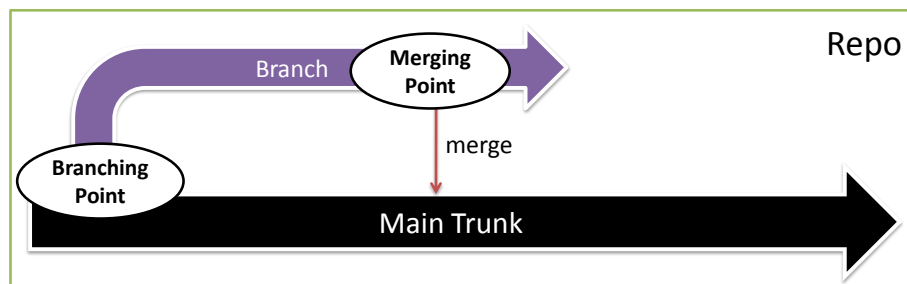 Repo
Branch
Merging
Point
merge
Branching
Point
Main Trunk